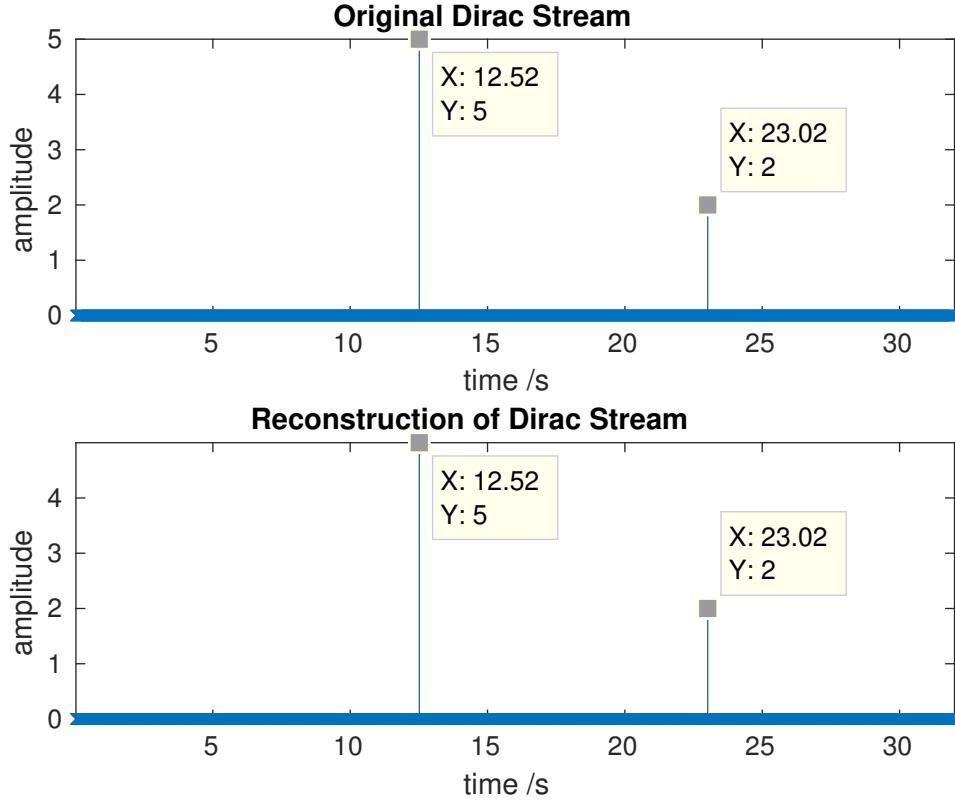 Original Dirac Stream
5
4
3
2
1
0
amplitude
X: 12.52
Y: 5
X: 23.02
Y: 2
5 10 15 20 25 30
time /s
Reconstruction of Dirac Stream
4
3
2
1
0
amplitude
X: 12.52
Y: 5
X: 23.02
Y: 2
5 10 15 20 25 30
time /s